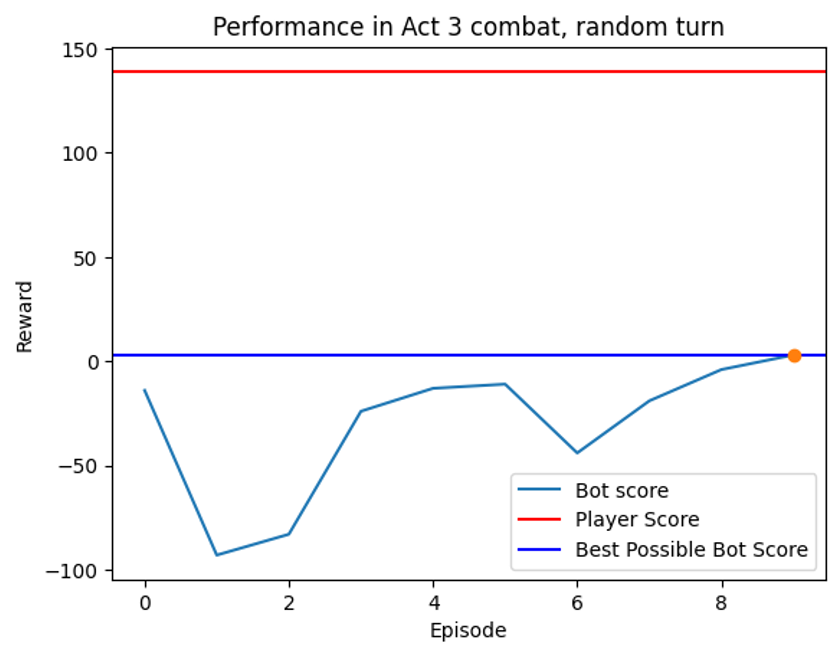 Performance in Act 3 combat, random turn
150
100
50
0
−50
−100
Reward
0
2
4
6
8
Episode
Bot score
Player Score
Best Possible Bot Score